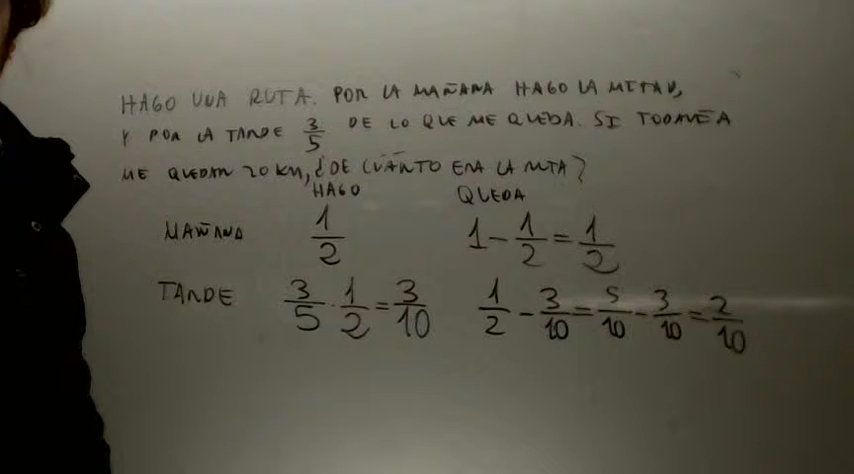 HAGO UNA RUTA. POR LA MAÑANA HAGO LA MITAD,
Y POR LA TARDE 3/5 DE LO QUE ME QUEDA. SI TODAVÍA
ME QUEDAN 20 KM, ¿DE CUÁNTO ERA LA RUTA?
HAGO QUEDA
MAÑANA 1/2 1 - 1/2 = 1/2
TARDE 3/5 · 1/2 = 3/10 1/2 - 3/10 = 5/10 - 3/10 = 2/10